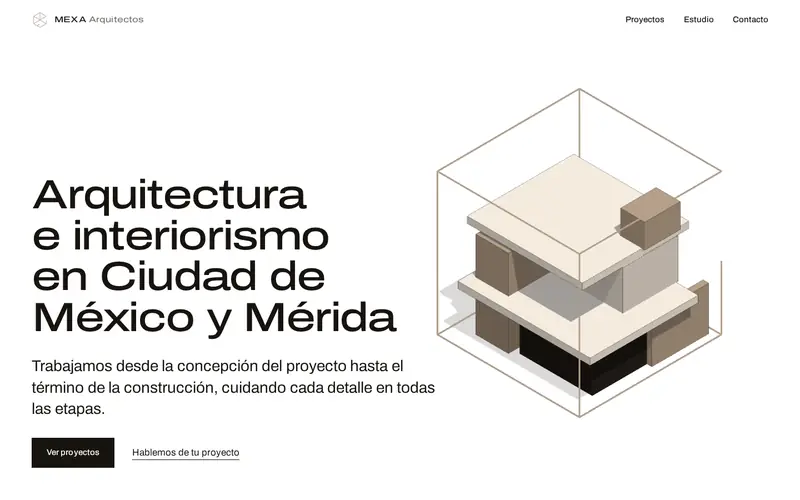 MEXA Arquitectos
Proyectos
Estudio
Contacto
Arquitectura
e interiorismo
en Ciudad de
México y Mérida
Trabajamos desde la concepción del proyecto hasta el
término de la construcción, cuidando cada detalle en todas
las etapas.
Ver proyectos
Hablemos de tu proyecto